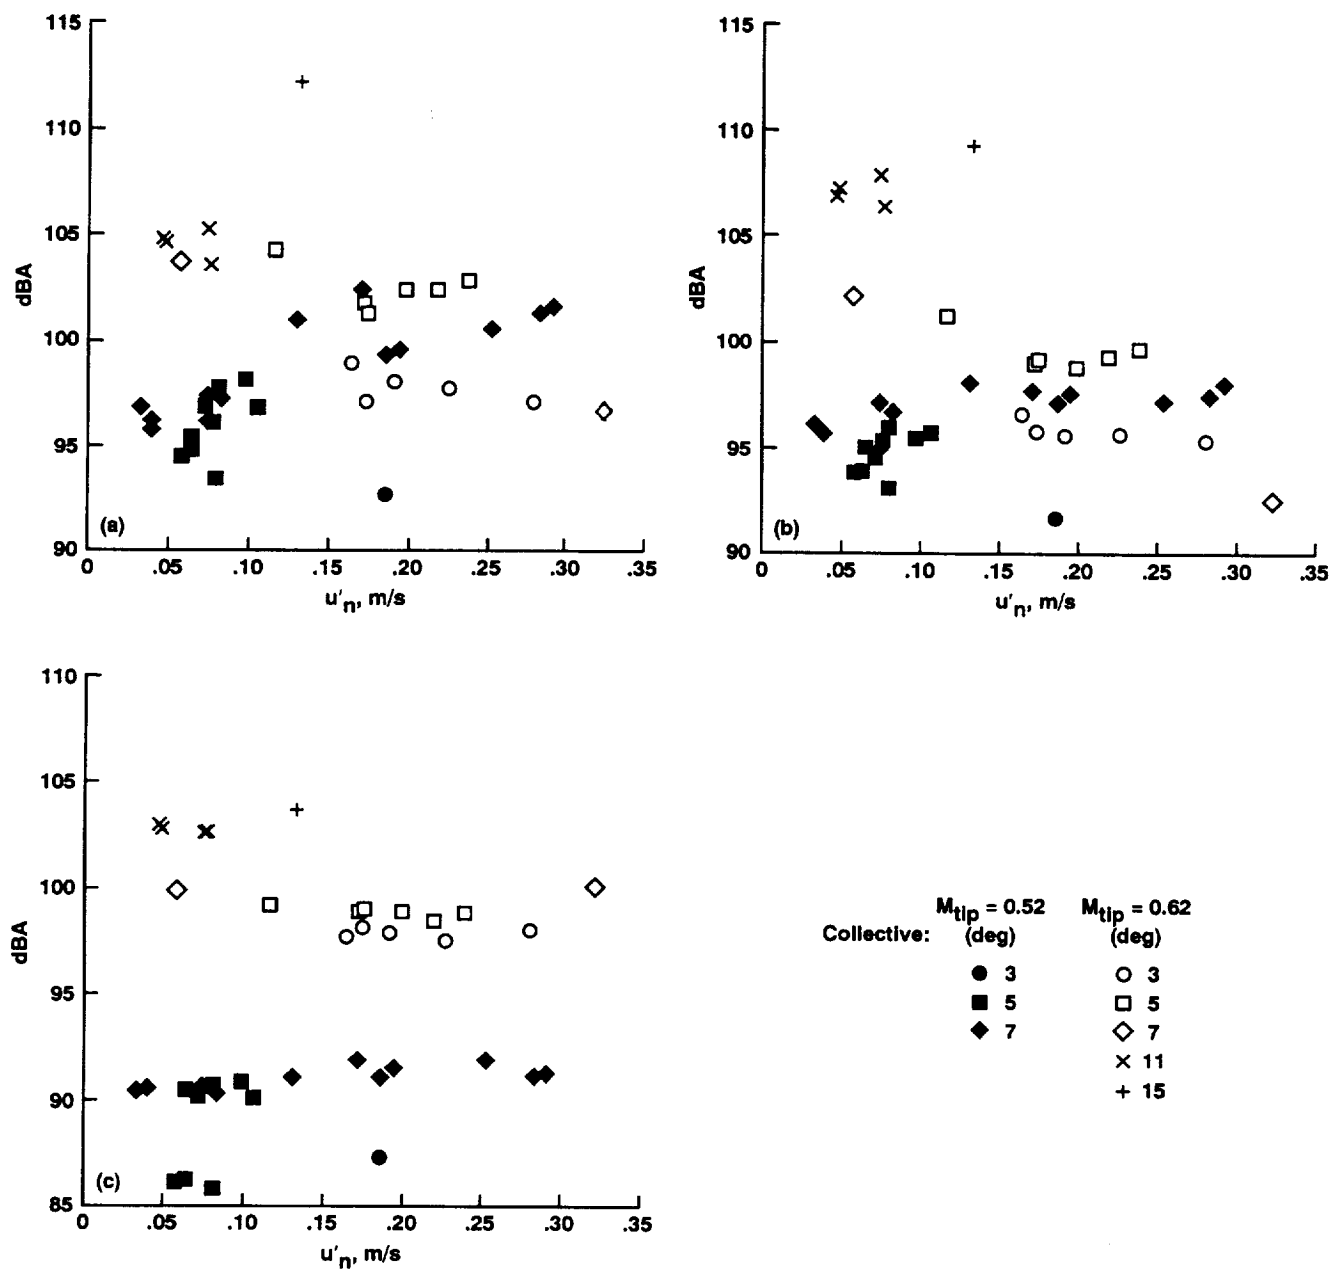 115
110
105
100
95
90
dBA
(a)
0 .05 .10 .15 .20 .25 .30 .35
u'n, m/s
115
110
105
100
95
90
dBA
(b)
0 .05 .10 .15 .20 .25 .30 .35
u'n, m/s
110
105
100
95
90
85
dBA
(c)
0 .05 .10 .15 .20 .25 .30 .35
u'n, m/s
Mtip = 0.52 Mtip = 0.62
Collective: (deg) (deg)
3 3
5 5
7 7
11
15